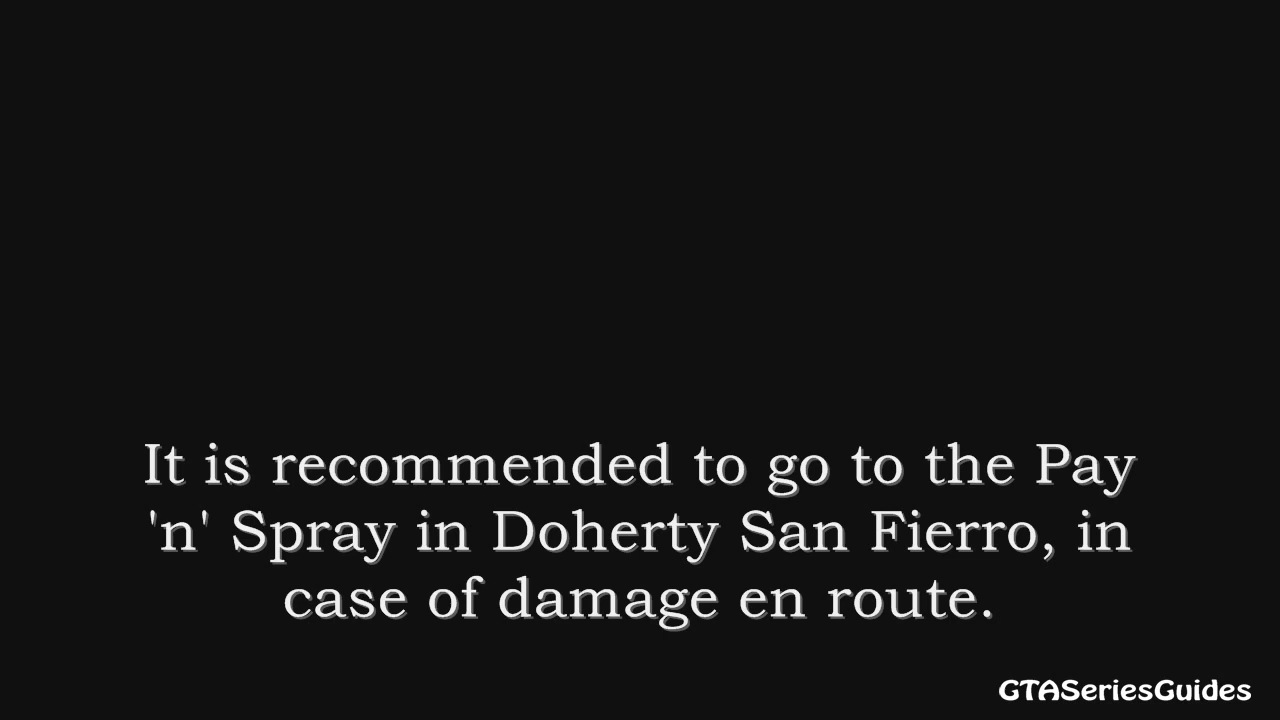 It is recommended to go to the Pay
'n' Spray in Doherty San Fierro, in
case of damage en route.
GTASeriesGuides